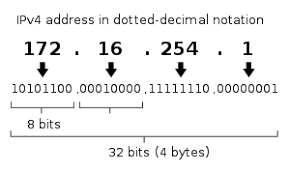 IPv4 address in dotted-decimal notation
172 . 16 . 254 . 1
10101100 .00010000 .11111110 .00000001
8 bits
32 bits (4 bytes)